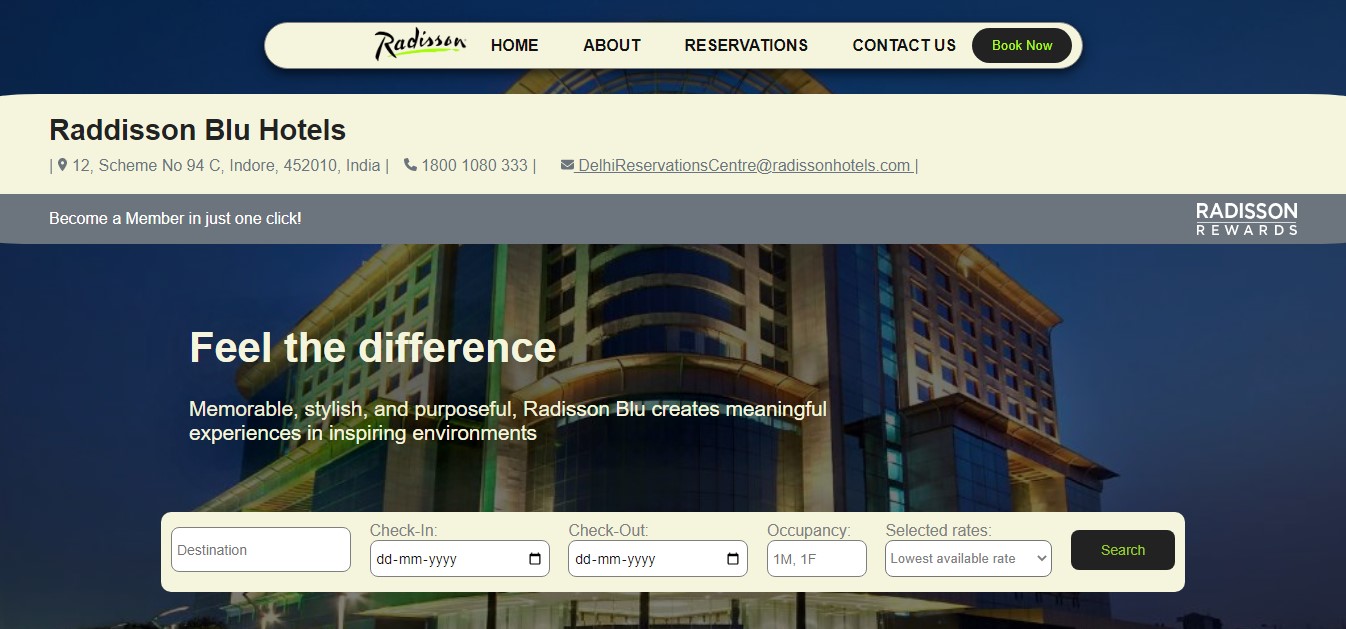 Radisson HOME ABOUT RESERVATIONS CONTACT US Book Now
Raddisson Blu Hotels
| 12, Scheme No 94 C, Indore, 452010, India | 1800 1080 333 | DelhiReservationsCentre@radissonhotels.com |
Become a Member in just one click!
RADISSON
REWARDS
Feel the difference
Memorable, stylish, and purposeful, Radisson Blu creates meaningful
experiences in inspiring environments
Destination
Check-In:
dd-mm-yyyy
Check-Out:
dd-mm-yyyy
Occupancy:
1M, 1F
Selected rates:
Lowest available rate
Search